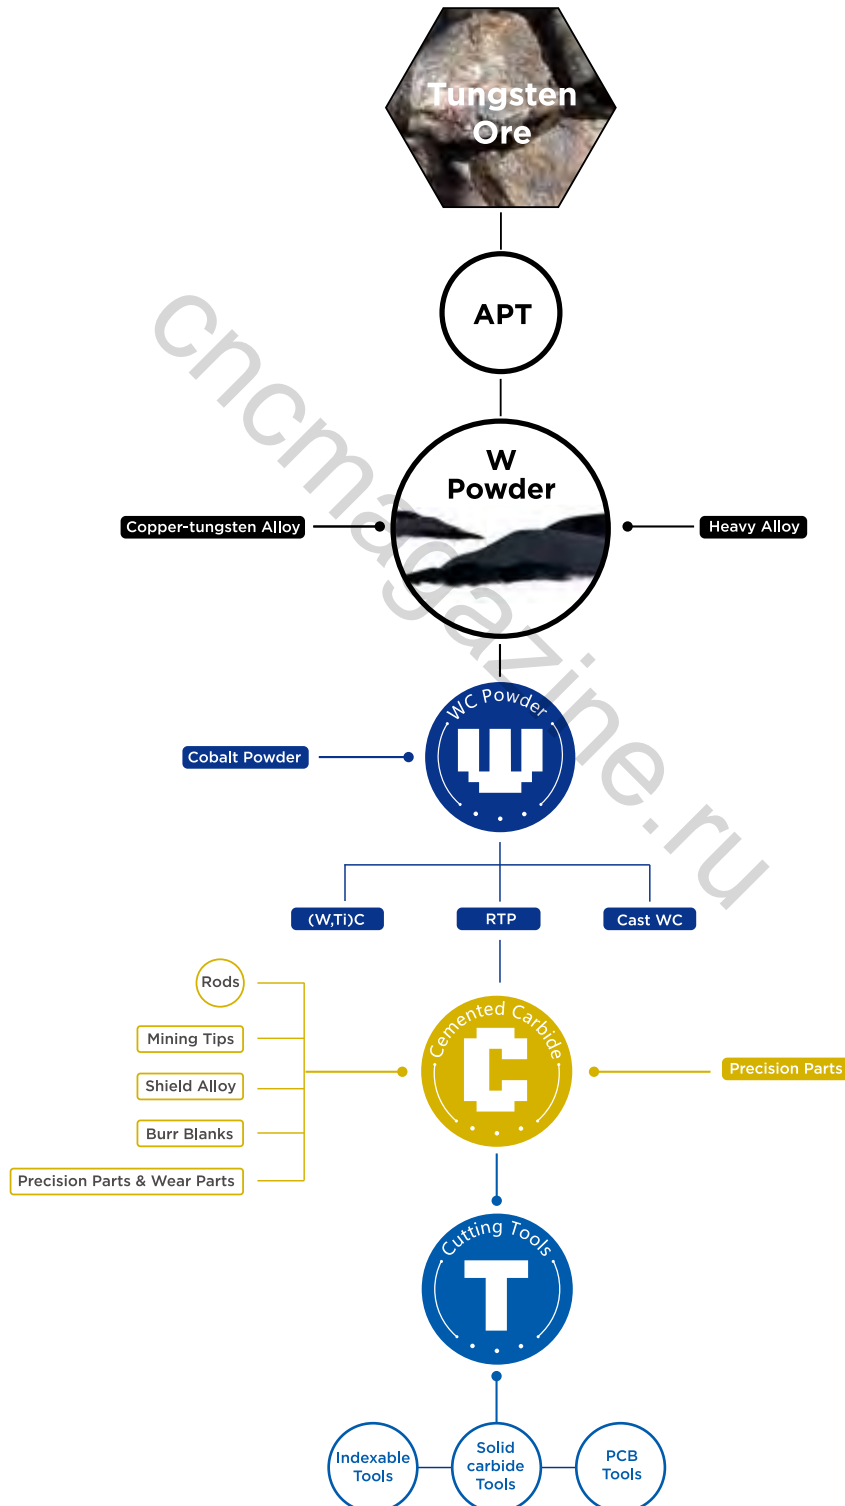 Tungsten
Ore
APT
W
Powder
Copper-tungsten Alloy
Heavy Alloy
WC Powder
W
Cobalt Powder
(W,Ti)C
RTP
Cast WC
Rods
Mining Tips
Shield Alloy
Burr Blanks
Precision Parts & Wear Parts
Cemented Carbide
C
Precision Parts
Cutting Tools
T
Indexable
Tools
Solid
carbide
Tools
PCB
Tools
cncmagazine.ru